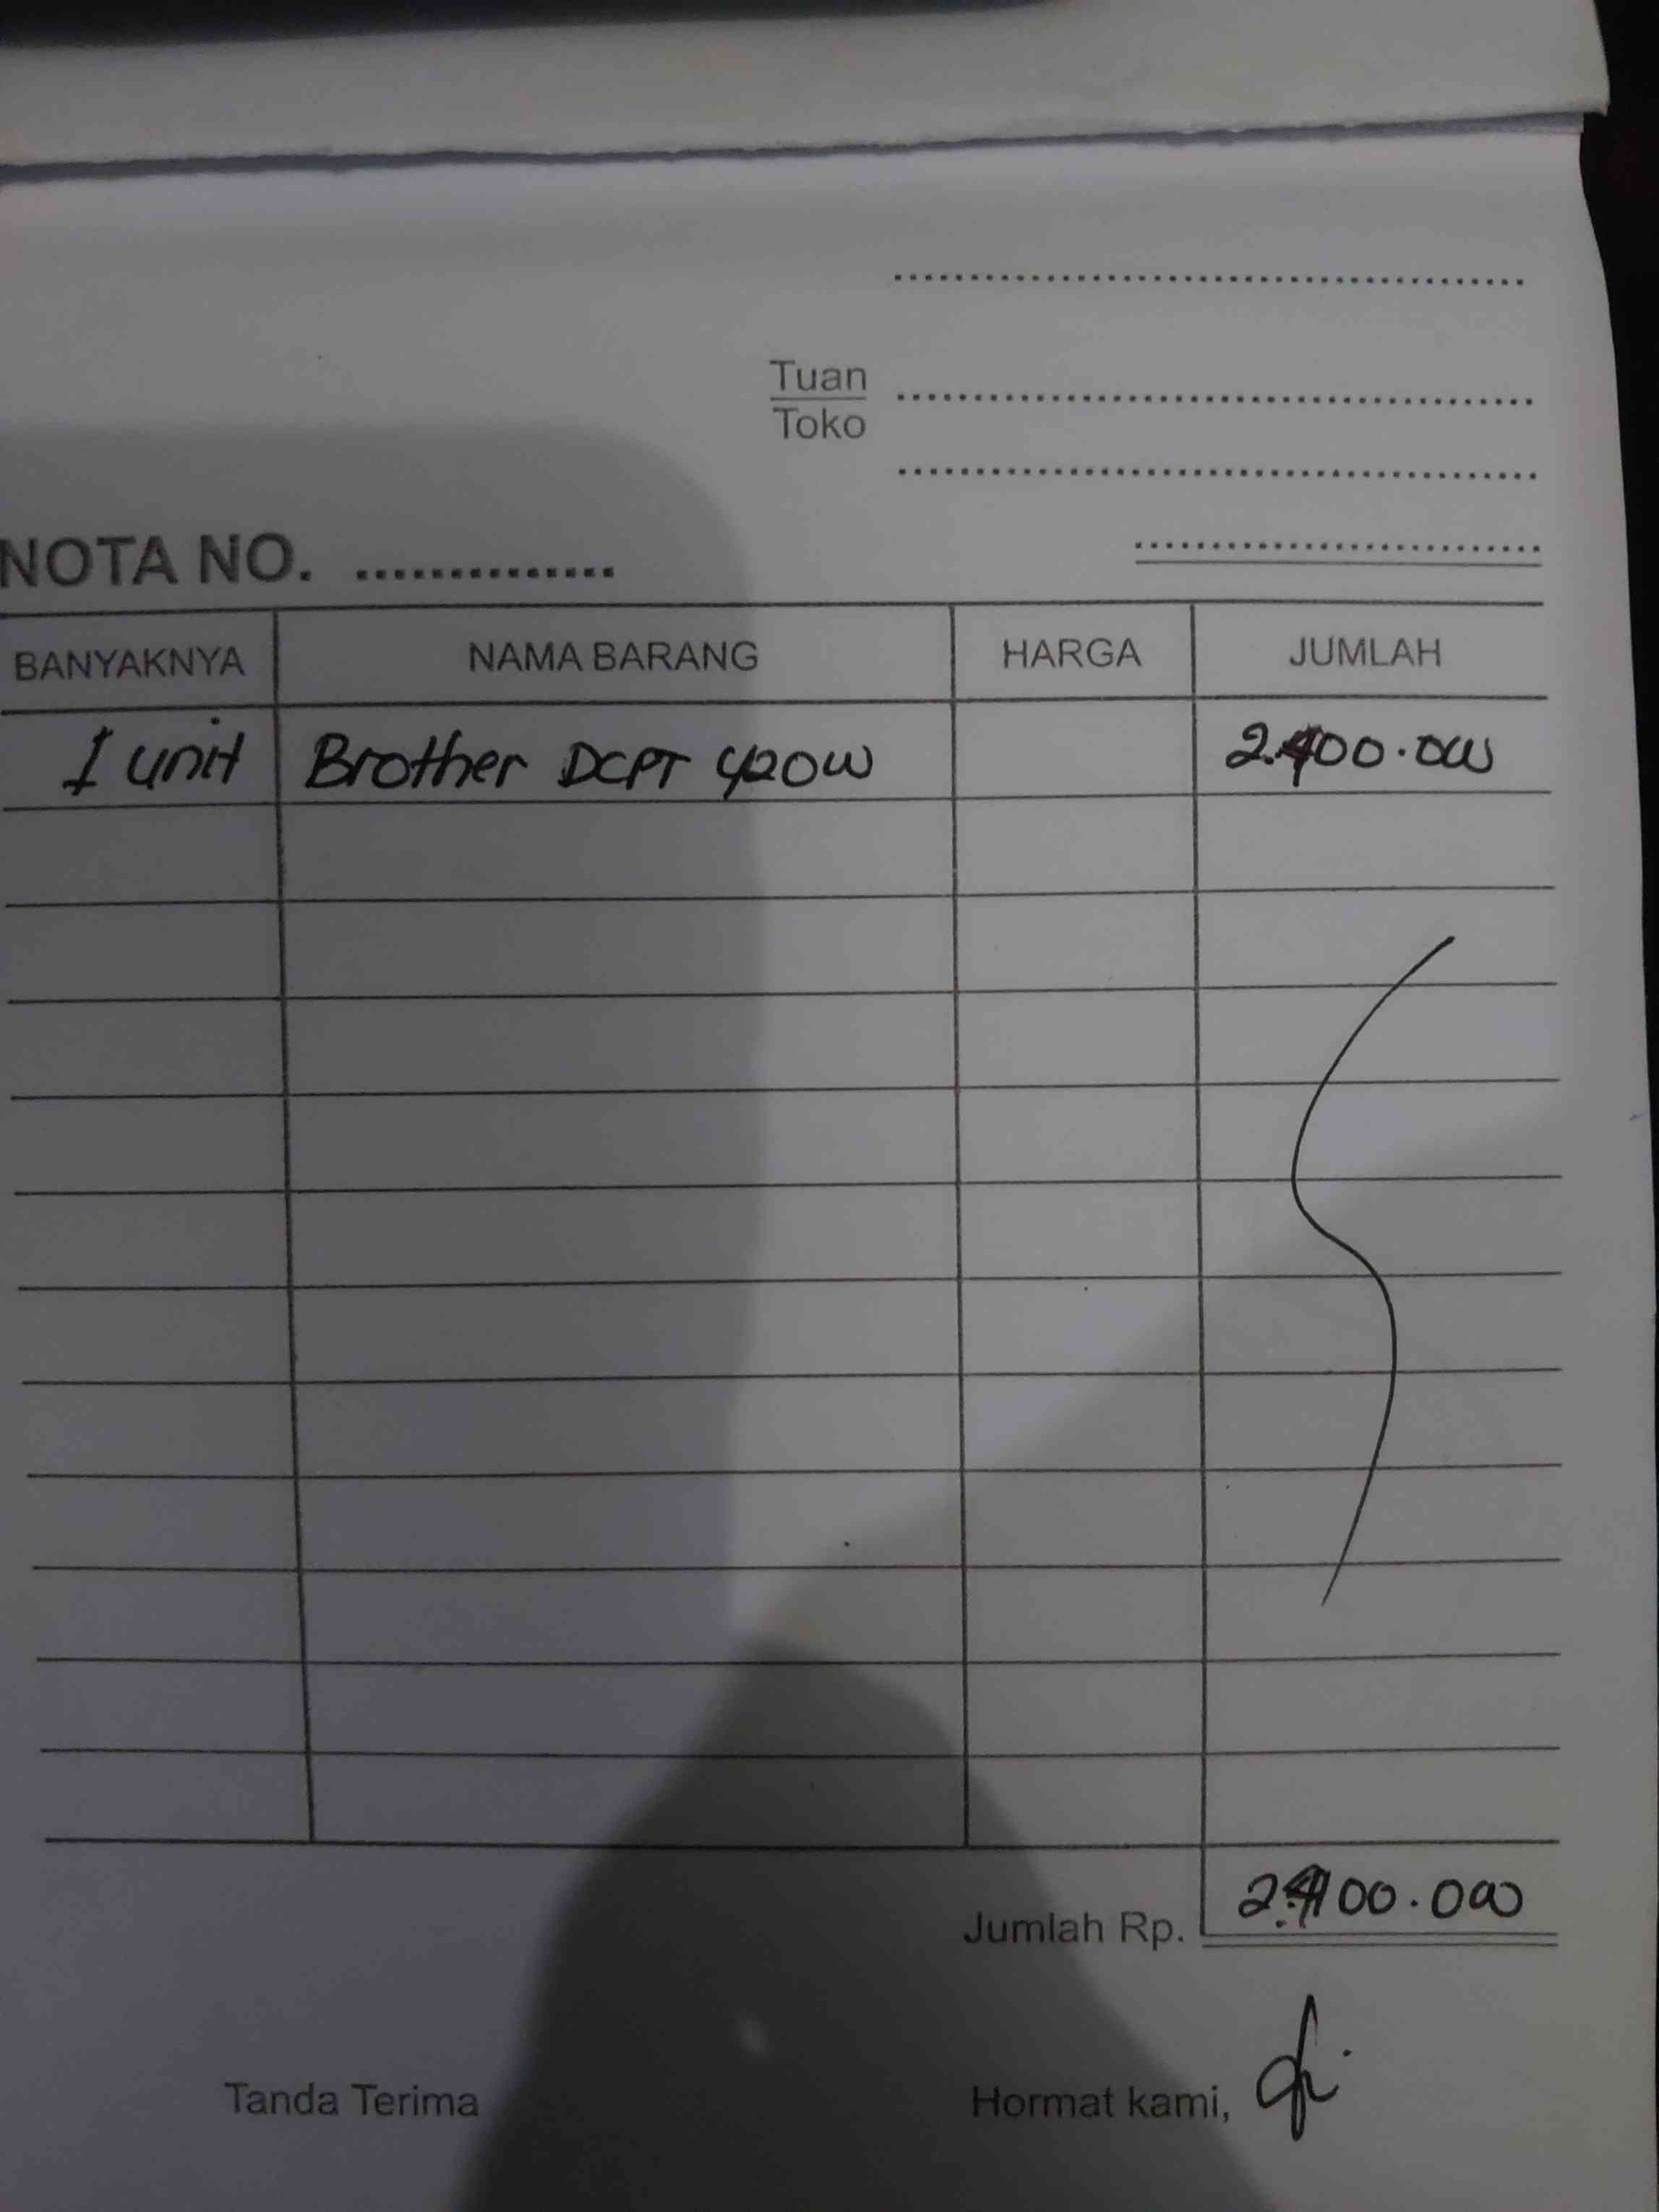 Tuan
Toko
NOTA NO. ..............
BANYAKNYA NAMA BARANG HARGA JUMLAH
1 unit Brother DCPT 420W 2.400.000
Jumlah Rp. 2.400.000
Tanda Terima Hormat kami,